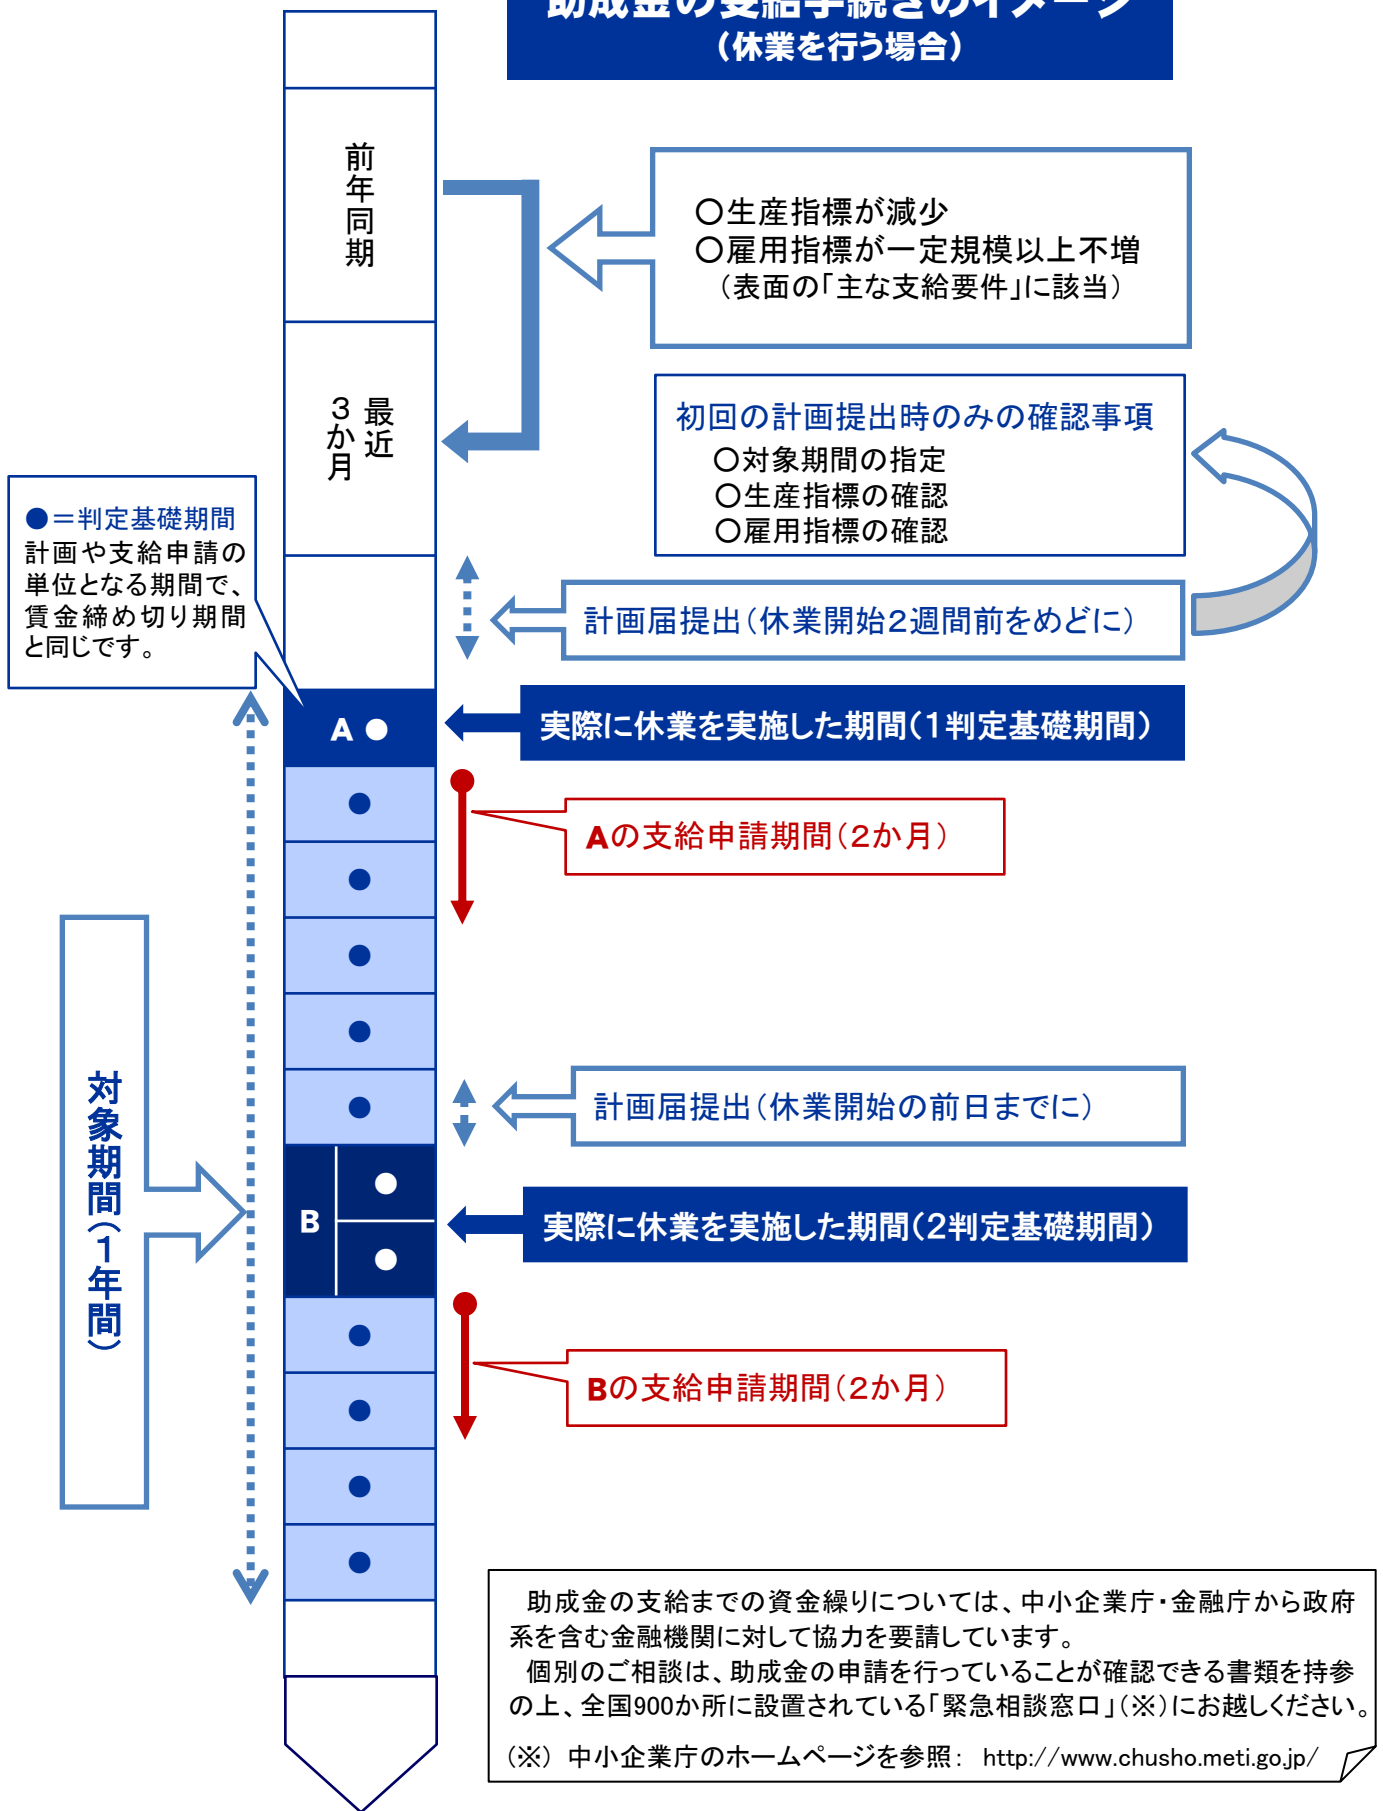 助成金の支給手続きのイメージ
(休業を行う場合)
前年同期
○生産指標が減少
○雇用指標が一定規模以上不増
(表面の「主な支給要件」に該当)
最近
3か月
初回の計画提出時のみの確認事項
○対象期間の指定
○生産指標の確認
○雇用指標の確認
●=判定基礎期間
計画や支給申請の
単位となる期間で、
賃金締め切り期間
と同じです。
計画届提出(休業開始2週間前をめどに)
A ●
実際に休業を実施した期間(1判定基礎期間)
Aの支給申請期間(2か月)
対象期間(1年間)
計画届提出(休業開始の前日までに)
B
実際に休業を実施した期間(2判定基礎期間)
Bの支給申請期間(2か月)
助成金の支給までの資金繰りについては、中小企業庁・金融庁から政府
系を含む金融機関に対して協力を要請しています。
個別のご相談は、助成金の申請を行っていることが確認できる書類を持参
の上、全国900か所に設置されている「緊急相談窓口」(※)にお越しください。
(※) 中小企業庁のホームページを参照: http://www.chusho.meti.go.jp/